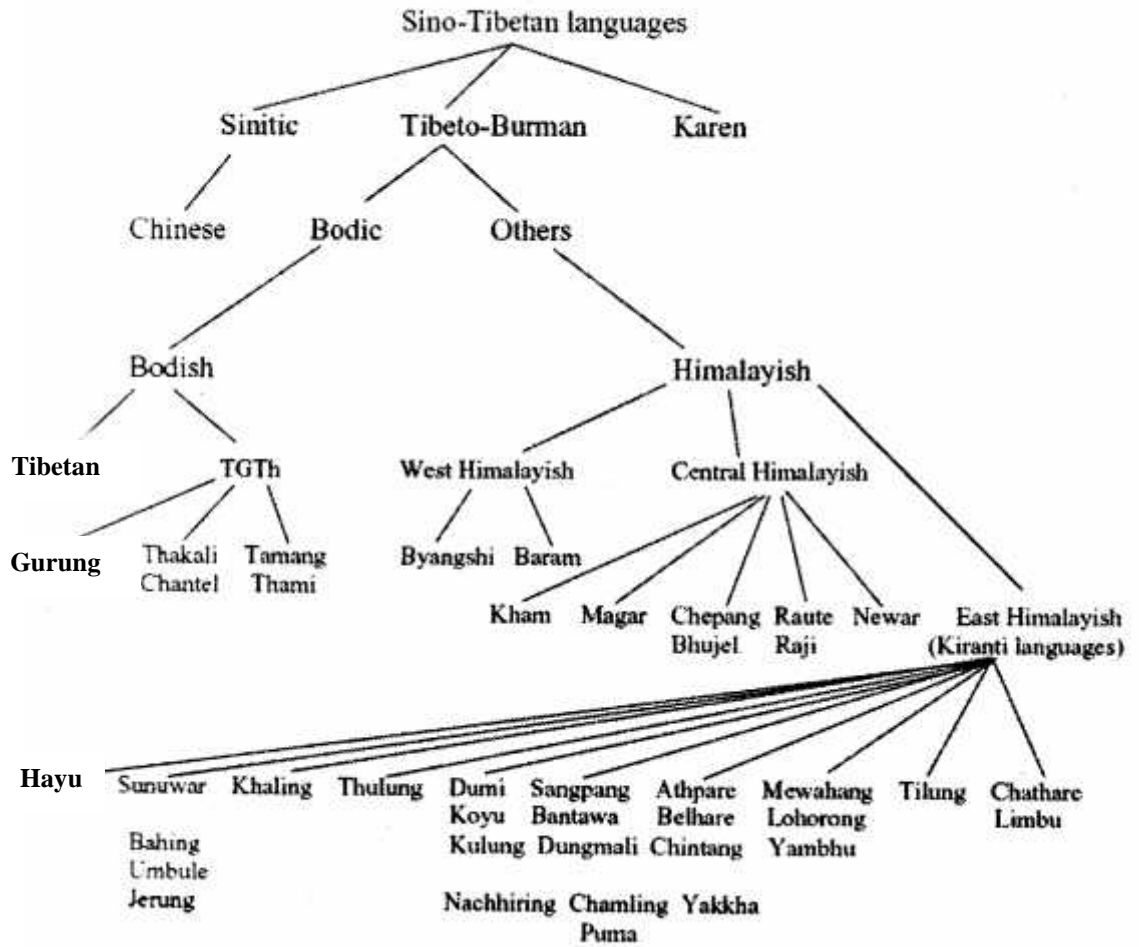 Sino-Tibetan languages
Sinitic Tibeto-Burman Karen
Chinese Bodic Others
Bodish Himalayish
Tibetan TGTh West Himalayish Central Himalayish
Gurung Thakali Tamang Byangshi Baram
Chantel Thami
Kham Magar Chepang Raute Newar East Himalayish
Bhujel Raji (Kiranti languages)
Hayu Sunuwar Khaling Thulung Dumi Sangpang Athpare Mewahang Tilung Chathare
Koyu Bantawa Belhare Lohorong Limbu
Bahing Kulung Dungmali Chintang Yambhu
Umbule
Jerung Nachhiring Chamling Yakkha
Puma